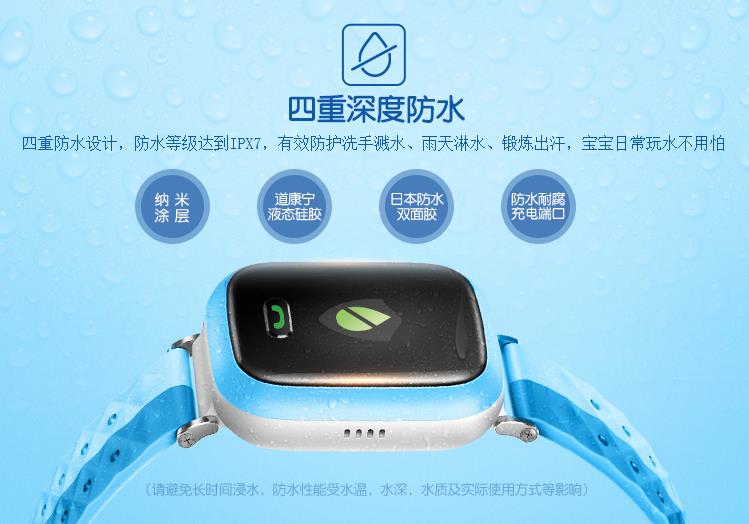 四重深度防水
四重防水设计，防水等级达到IPX7，有效防护洗手溅水、雨天淋水、锻炼出汗，宝宝日常玩水不用怕
纳米
涂层
道康宁
液态硅胶
日本防水
双面胶
防水耐腐
充电端口
（请避免长时间浸水，防水性能受水温，水深，水质及实际使用方式等影响）